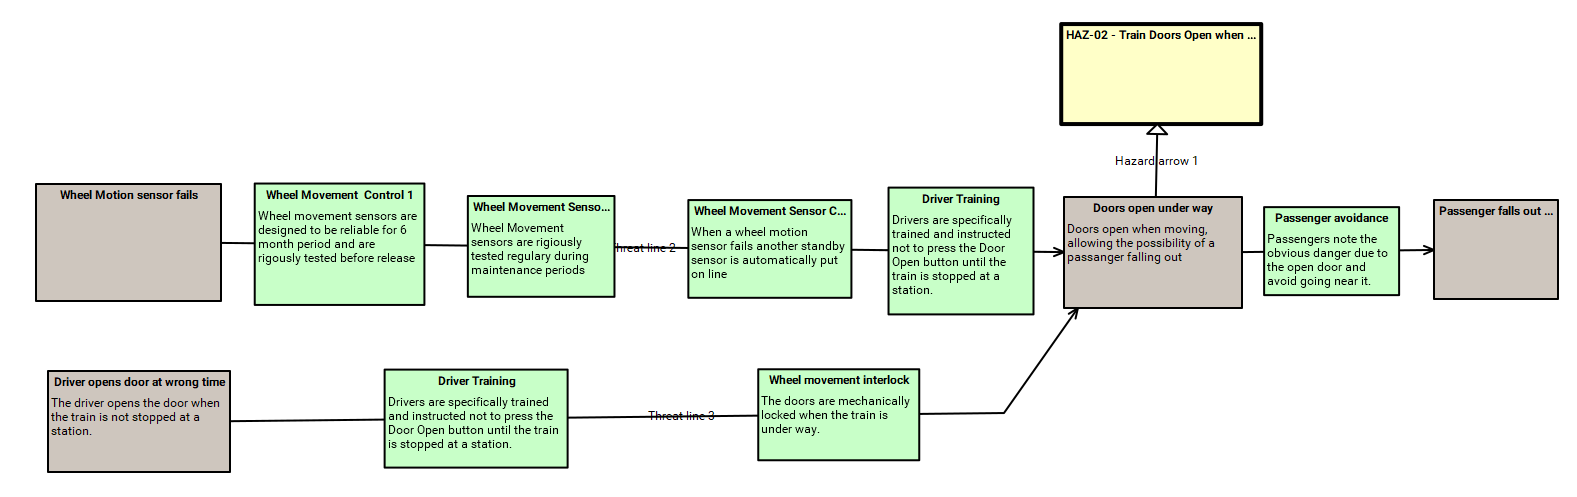 HAZ-02 - Train Doors Open when ...
Hazard arrow 1
Wheel Motion sensor fails
Wheel Movement  Control 1
Wheel movement sensors are
designed to be reliable for 6
month period and are
rigously tested before release
Wheel Movement Senso...
Wheel Movement
sensors are rigiously
tested regulary during
maintenance periods
Threat line 2
Wheel Movement Sensor C...
When a wheel motion
sensor fails another standby
sensor is automatically put
on line
Driver Training
Drivers are specifically
trained and instructed
not to press the Door
Open button until the
train is stopped at a
station.
Doors open under way
Doors open when moving,
allowing the possibility of a
passanger falling out
Passenger avoidance
Passengers note the
obvious danger due to
the open door and
avoid going near it.
Passenger falls out ...
Driver opens door at wrong time
The driver opens the door when
the train is not stopped at a
station.
Driver Training
Drivers are specifically trained
and instructed not to press the
Door Open button until the train
is stopped at a station.
Threat line 3
Wheel movement interlock
The doors are mechanically
locked when the train is
under way.